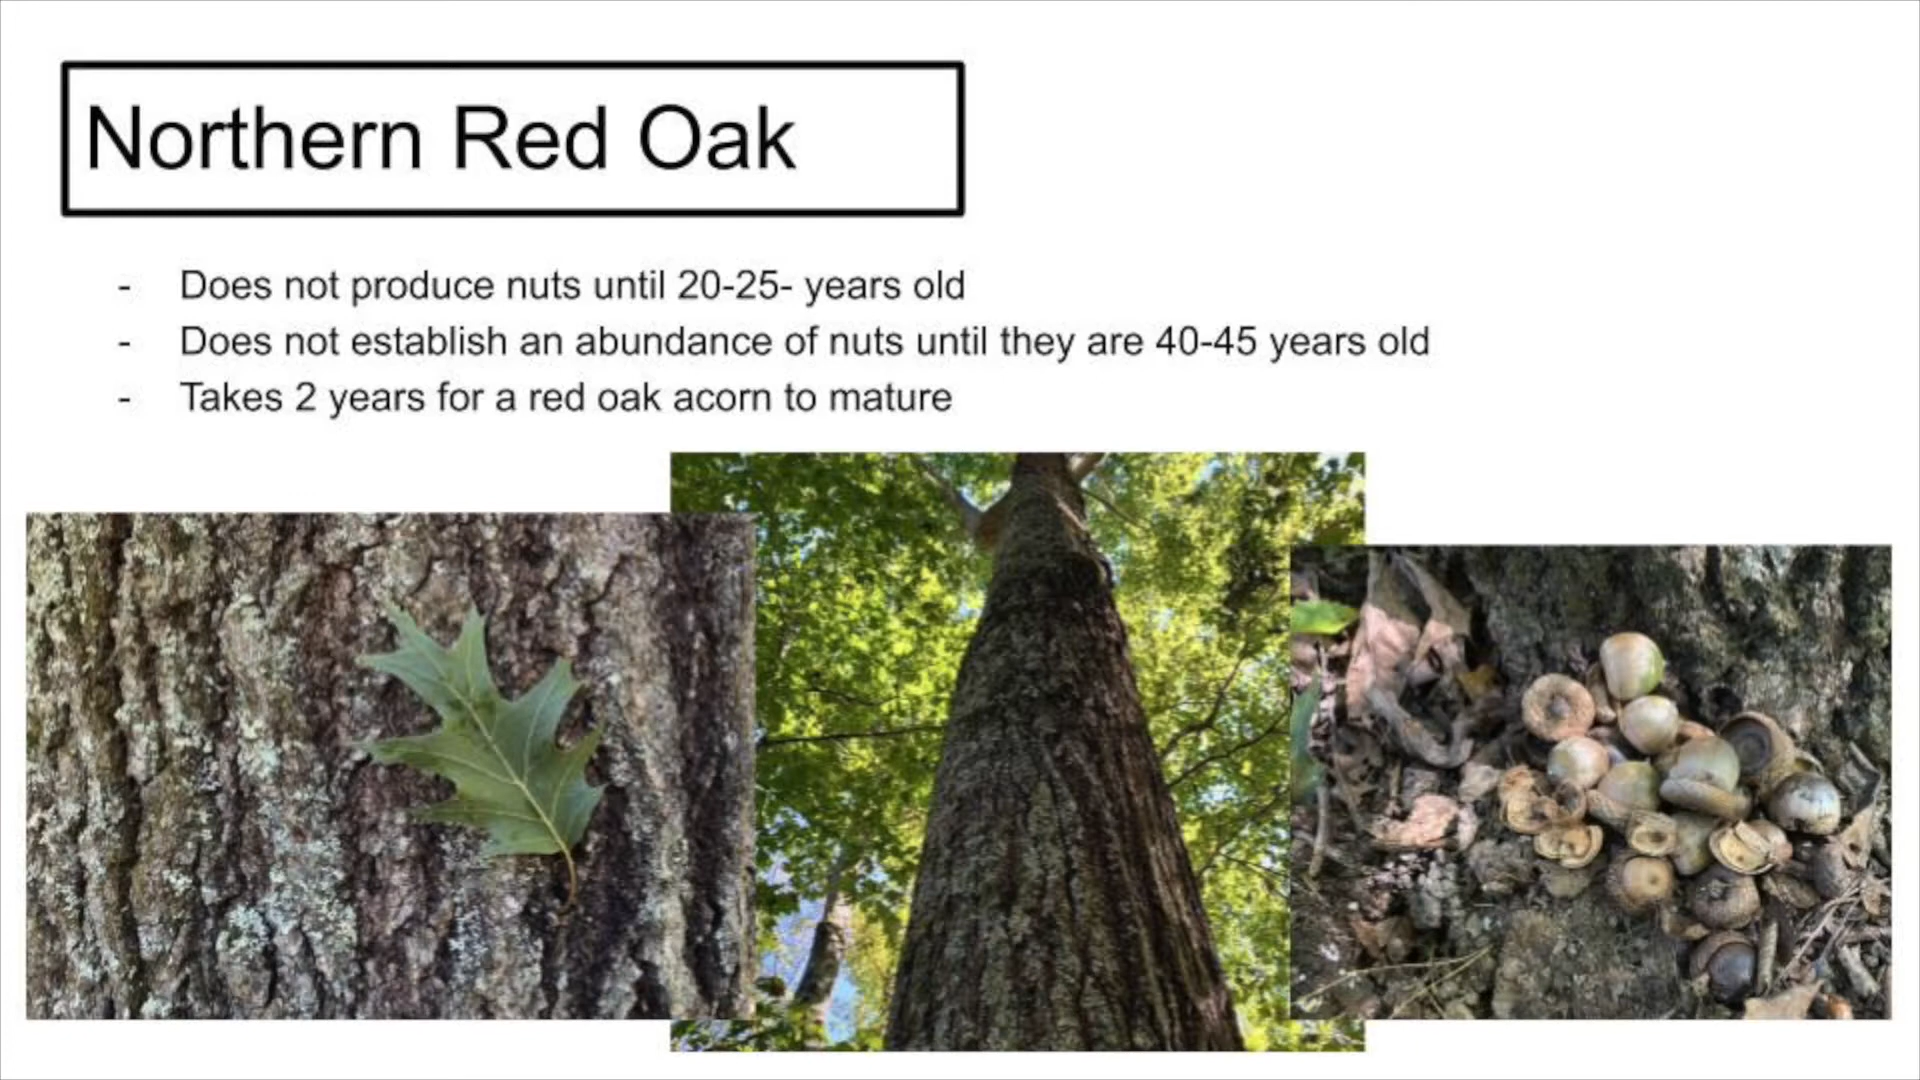 Northern Red Oak
- Does not produce nuts until 20-25- years old
- Does not establish an abundance of nuts until they are 40-45 years old
- Takes 2 years for a red oak acorn to mature